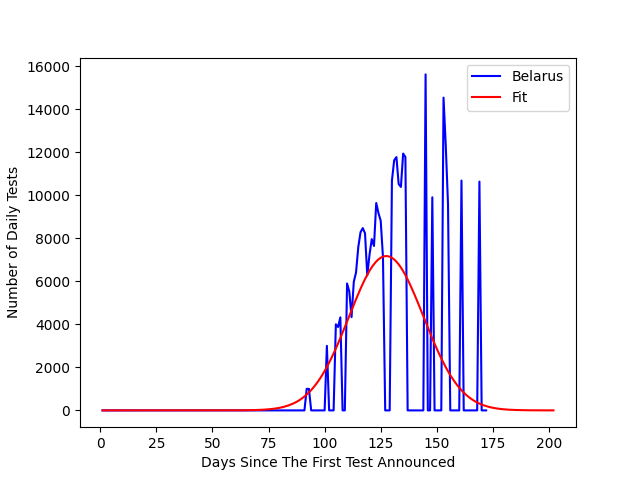 16000
14000
12000
10000
8000
6000
4000
2000
0
Number of Daily Tests
Belarus
Fit
0 25 50 75 100 125 150 175 200
Days Since The First Test Announced